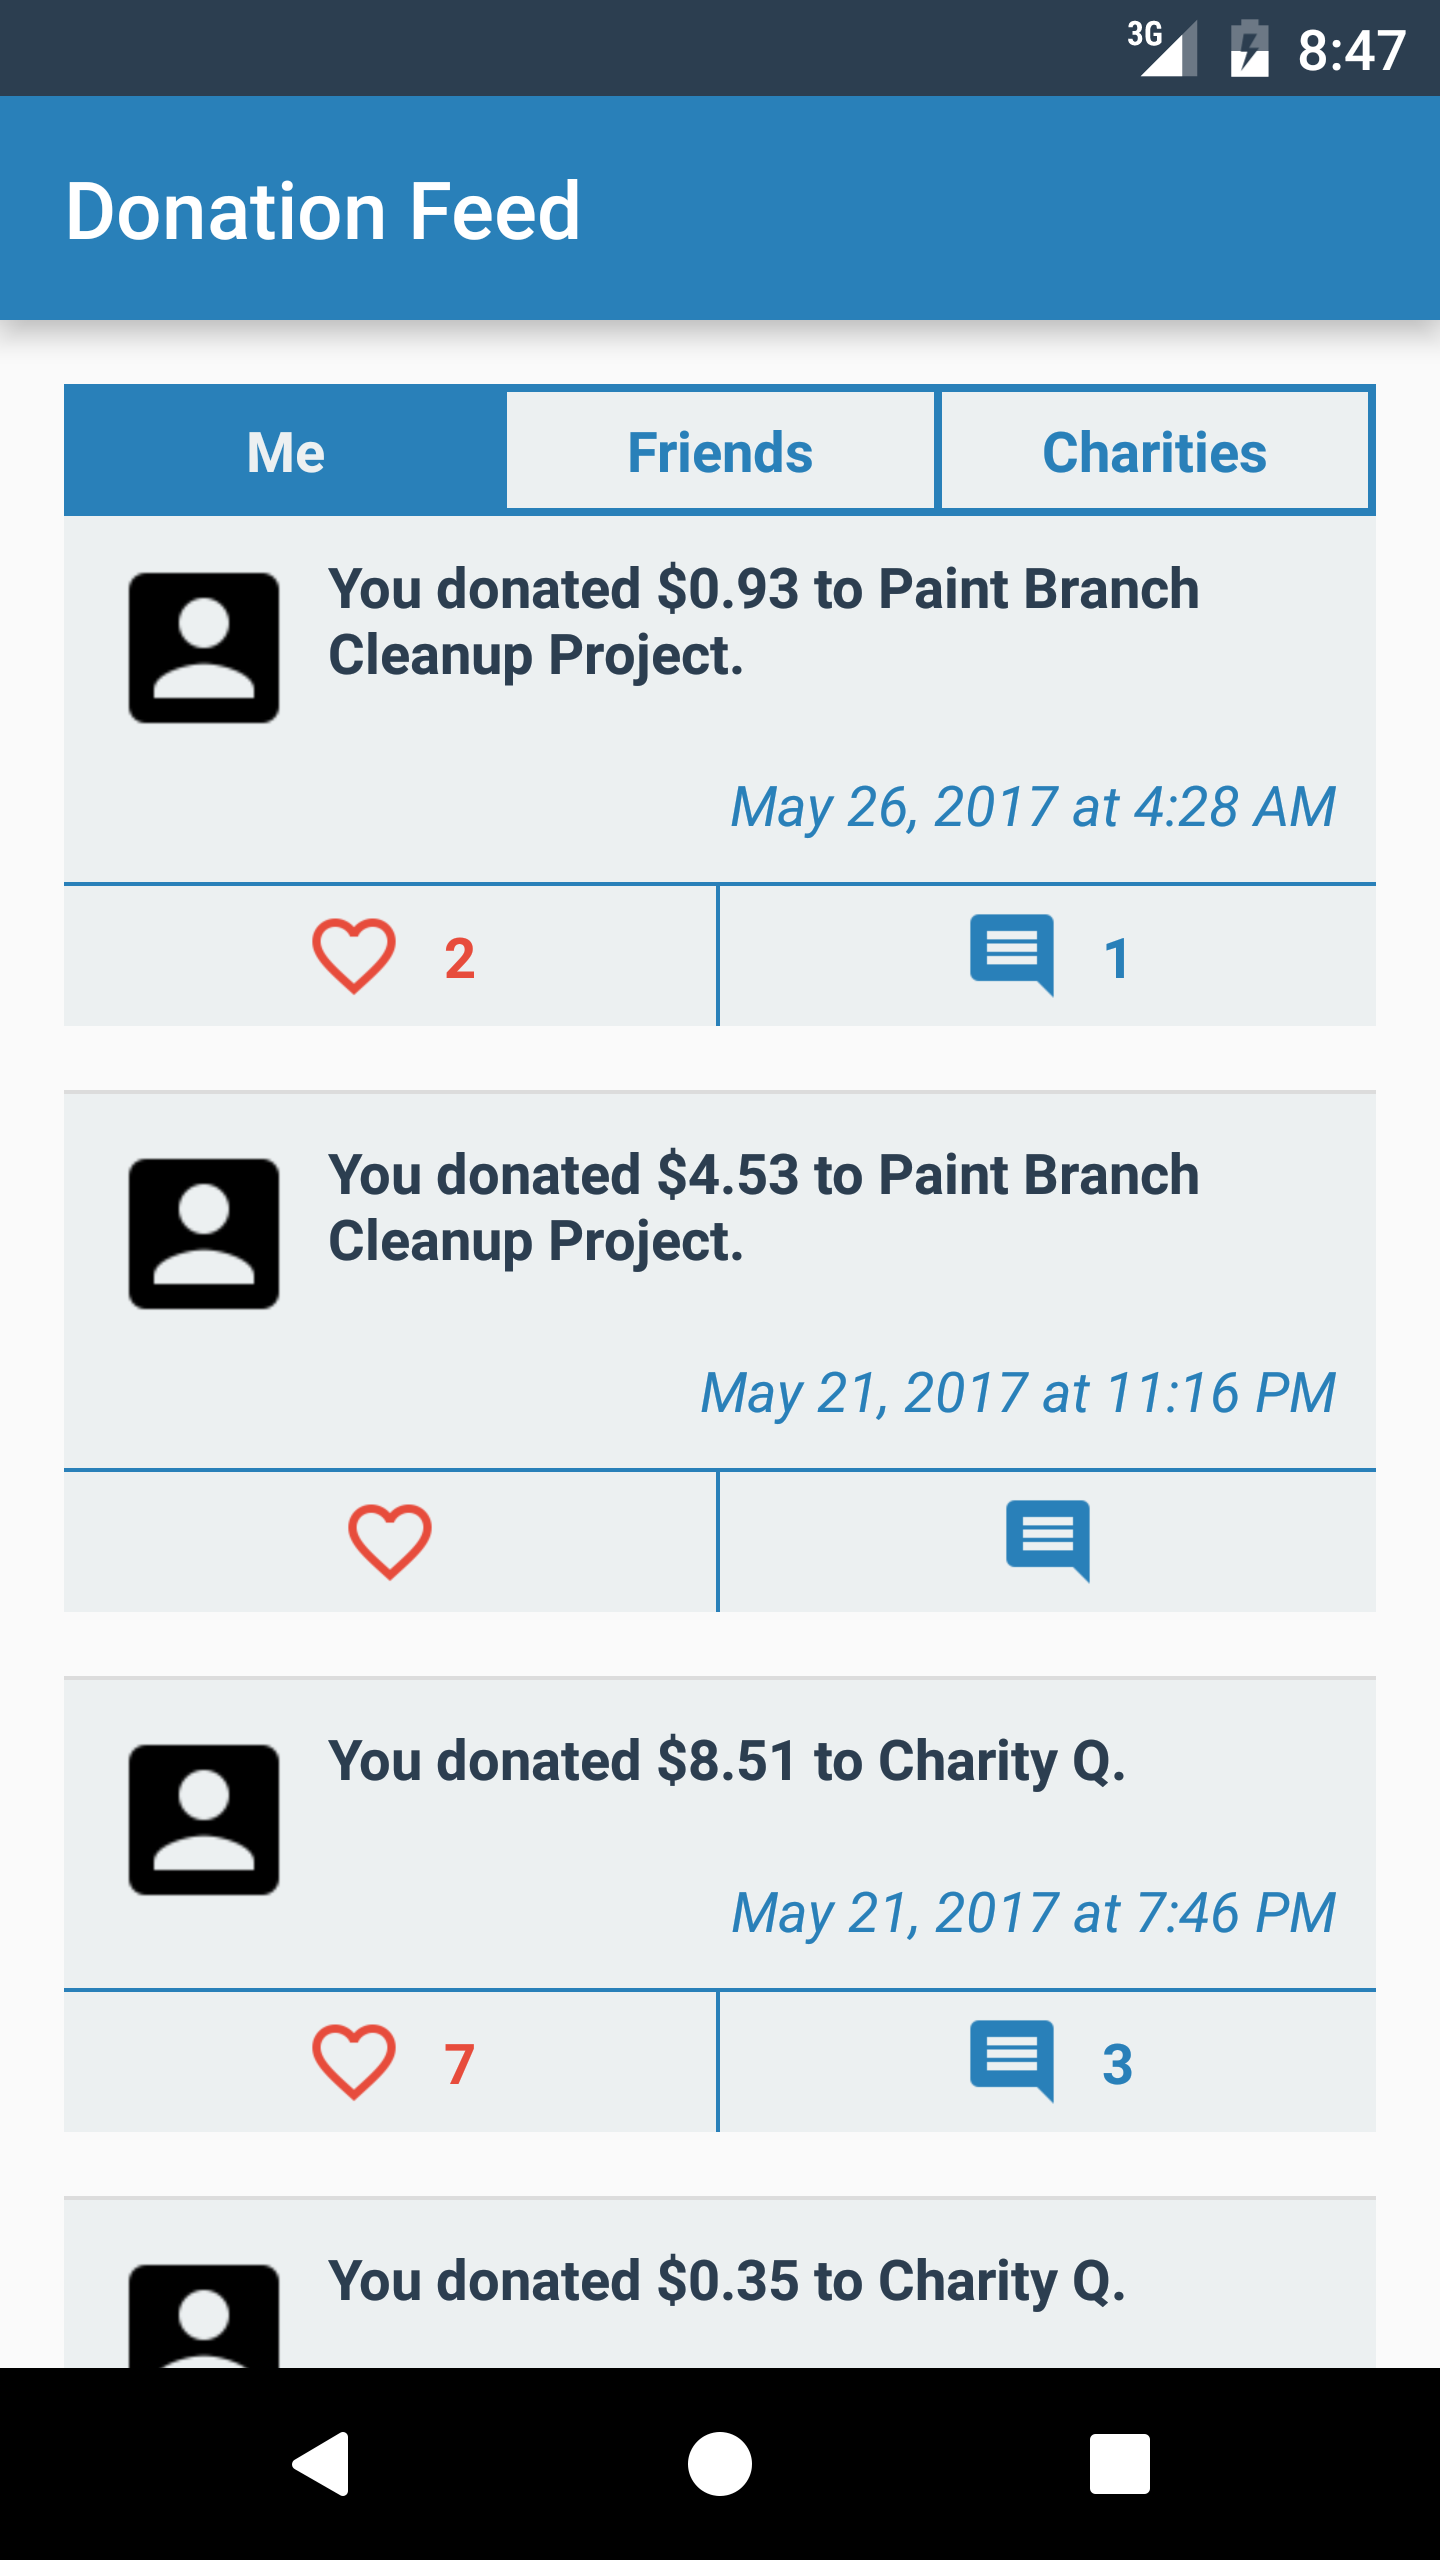 3G 8:47
Donation Feed
Me Friends Charities
You donated $0.93 to Paint Branch
Cleanup Project.
May 26, 2017 at 4:28 AM
2 1
You donated $4.53 to Paint Branch
Cleanup Project.
May 21, 2017 at 11:16 PM
You donated $8.51 to Charity Q.
May 21, 2017 at 7:46 PM
7 3
You donated $0.35 to Charity Q.